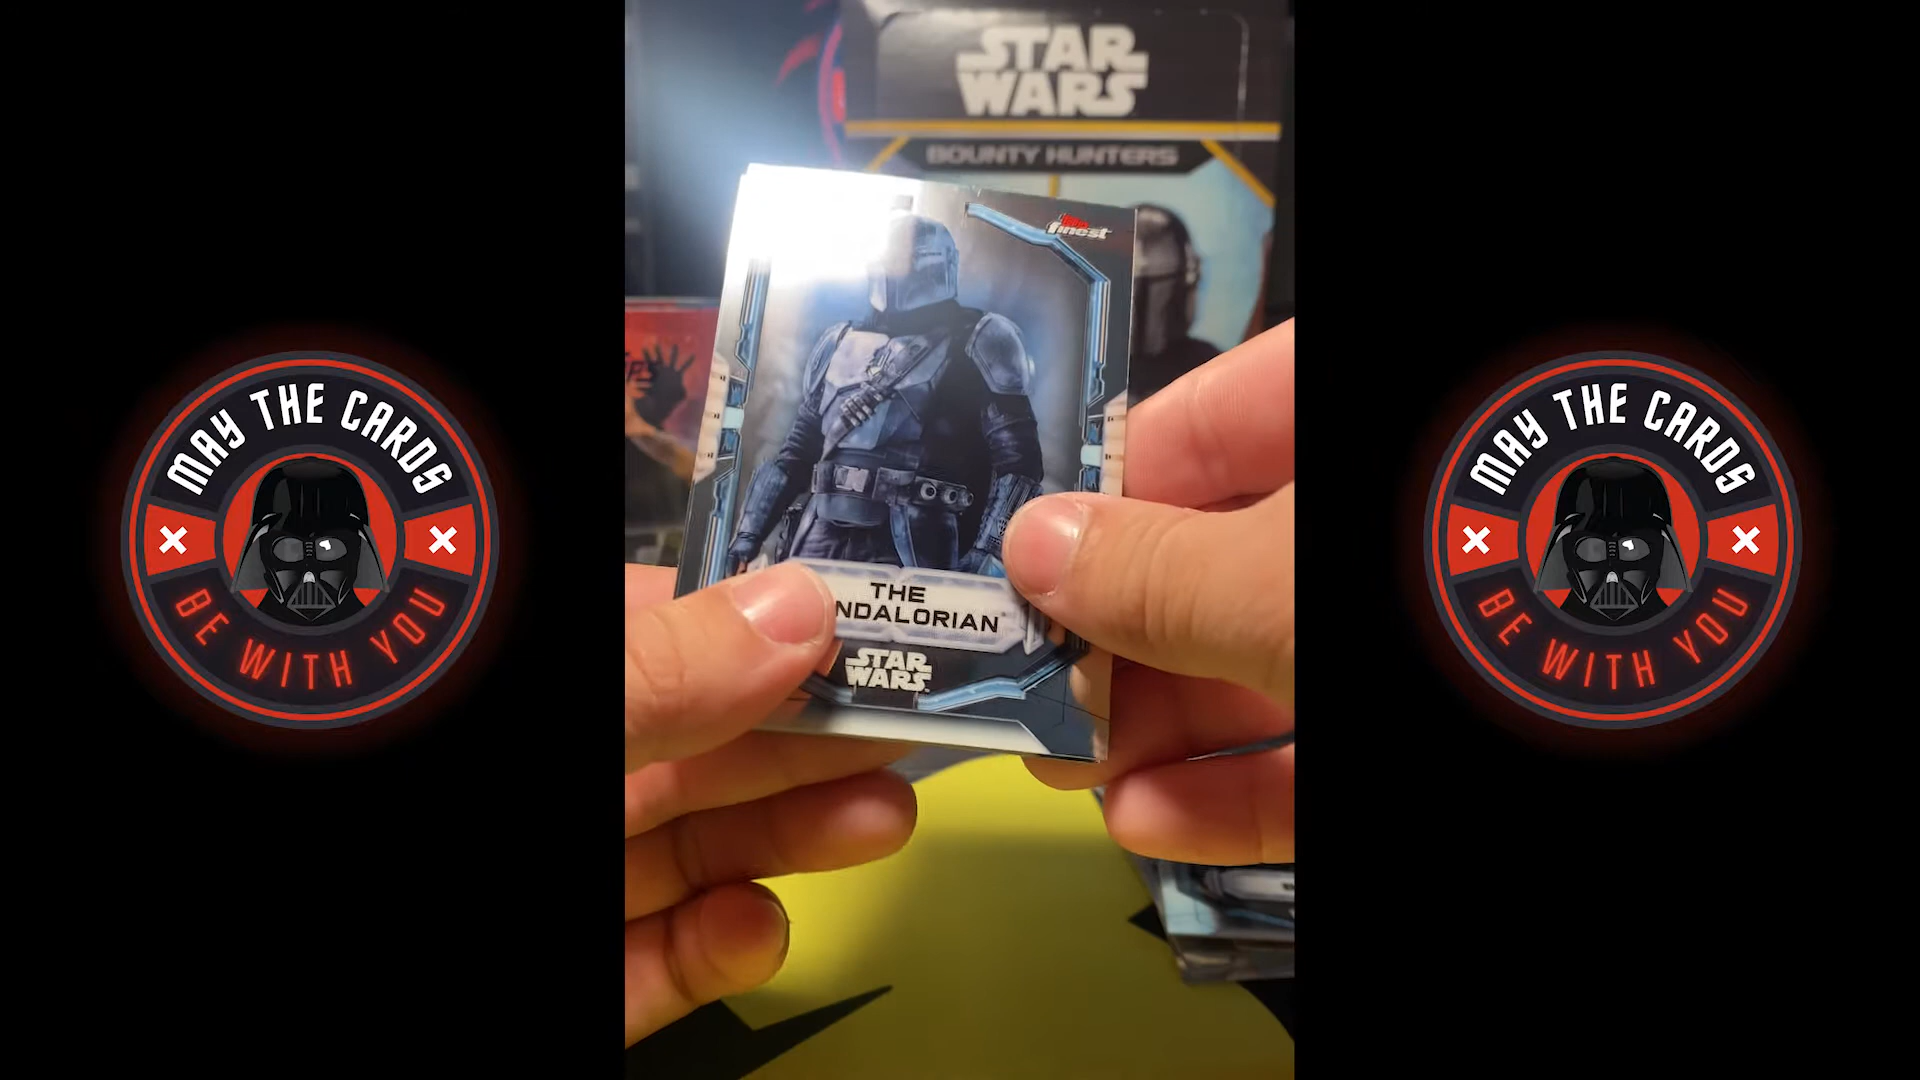 MAY THE CARDS
BE WITH YOU
STAR
WARS
BOUNTY HUNTERS
finest
THE
NDALORIAN
STAR
WARS
MAY THE CARDS
BE WITH YOU